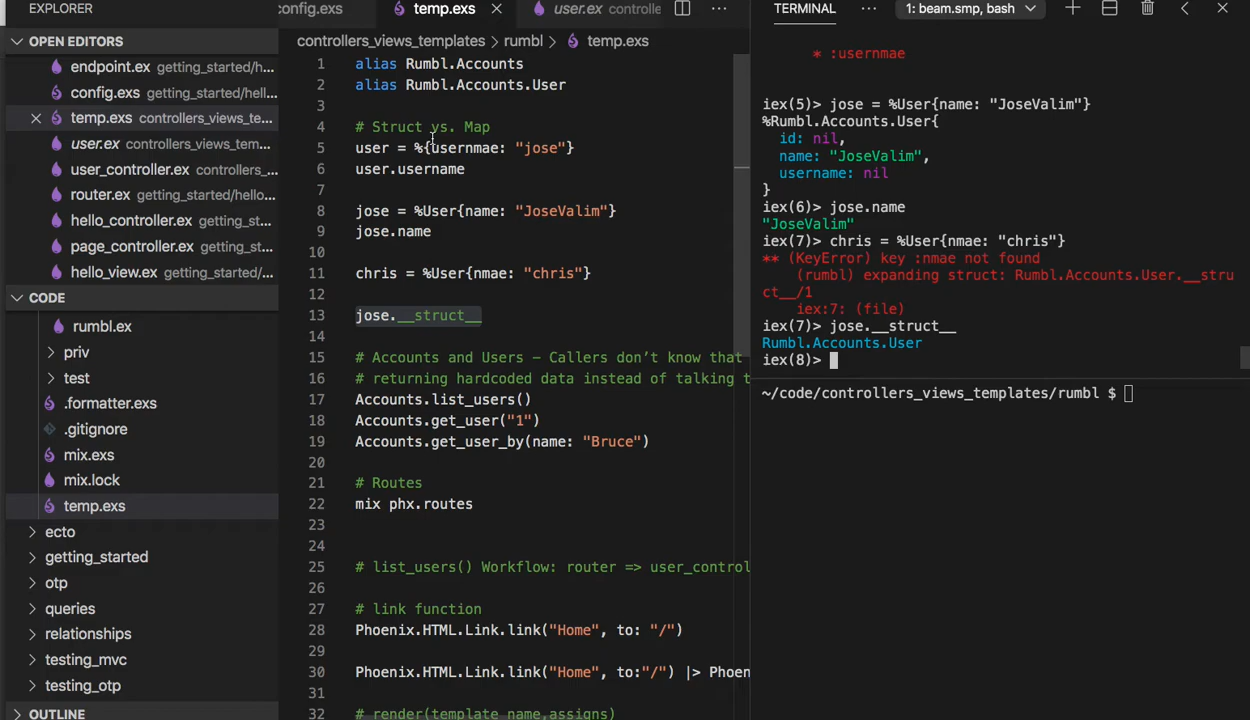 EXPLORER
OPEN EDITORS
endpoint.ex getting_started/h...
config.exs getting_started/hell...
temp.exs controllers_views_te...
user.ex controllers_views_tem...
user_controller.ex controllers_...
router.ex getting_started/hello...
hello_controller.ex getting_st...
page_controller.ex getting_st...
hello_view.ex getting_started/...
CODE
rumbl.ex
priv
test
.formatter.exs
.gitignore
mix.exs
mix.lock
temp.exs
ecto
getting_started
otp
queries
relationships
testing_mvc
testing_otp
OUTLINE
config.exs temp.exs user.ex controlle
controllers_views_templates > rumbl > temp.exs
1 alias Rumbl.Accounts
2 alias Rumbl.Accounts.User
3
4 # Struct vs. Map
5 user = %{usernmae: "jose"}
6 user.username
7
8 jose = %User{name: "JoseValim"}
9 jose.name
10
11 chris = %User{nmae: "chris"}
12
13 jose.__struct__
14
15 # Accounts and Users – Callers don’t know that
16 # returning hardcoded data instead of talking t
17 Accounts.list_users()
18 Accounts.get_user("1")
19 Accounts.get_user_by(name: "Bruce")
20
21 # Routes
22 mix phx.routes
23
24
25 # list_users() Workflow: router => user_control
26
27 # link function
28 Phoenix.HTML.Link.link("Home", to: "/")
29
30 Phoenix.HTML.Link.link("Home", to:"/") |> Phoen
31
32 # render(template_name,assigns)
TERMINAL ... 1: beam.smp, bash
* :usernmae
iex(5)> jose = %User{name: "JoseValim"}
%Rumbl.Accounts.User{
id: nil,
name: "JoseValim",
username: nil
}
iex(6)> jose.name
"JoseValim"
iex(7)> chris = %User{nmae: "chris"}
** (KeyError) key :nmae not found
(rumbl) expanding struct: Rumbl.Accounts.User.__stru
ct__/1
iex:7: (file)
iex(7)> jose.__struct__
Rumbl.Accounts.User
iex(8)>
~/code/controllers_views_templates/rumbl $